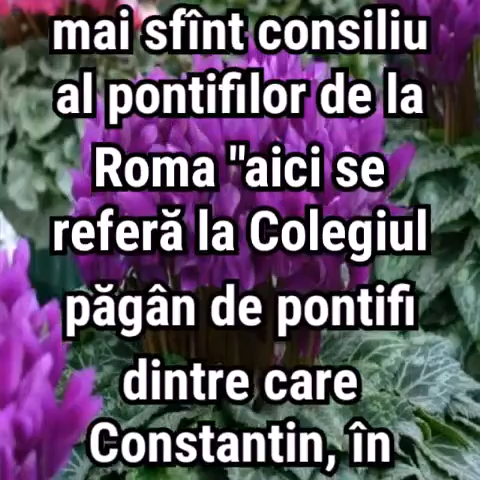 mai sfînt consiliu
al pontifilor de la
Roma "aici se
referă la Colegiul
păgân de pontifi
dintre care
Constantin, în